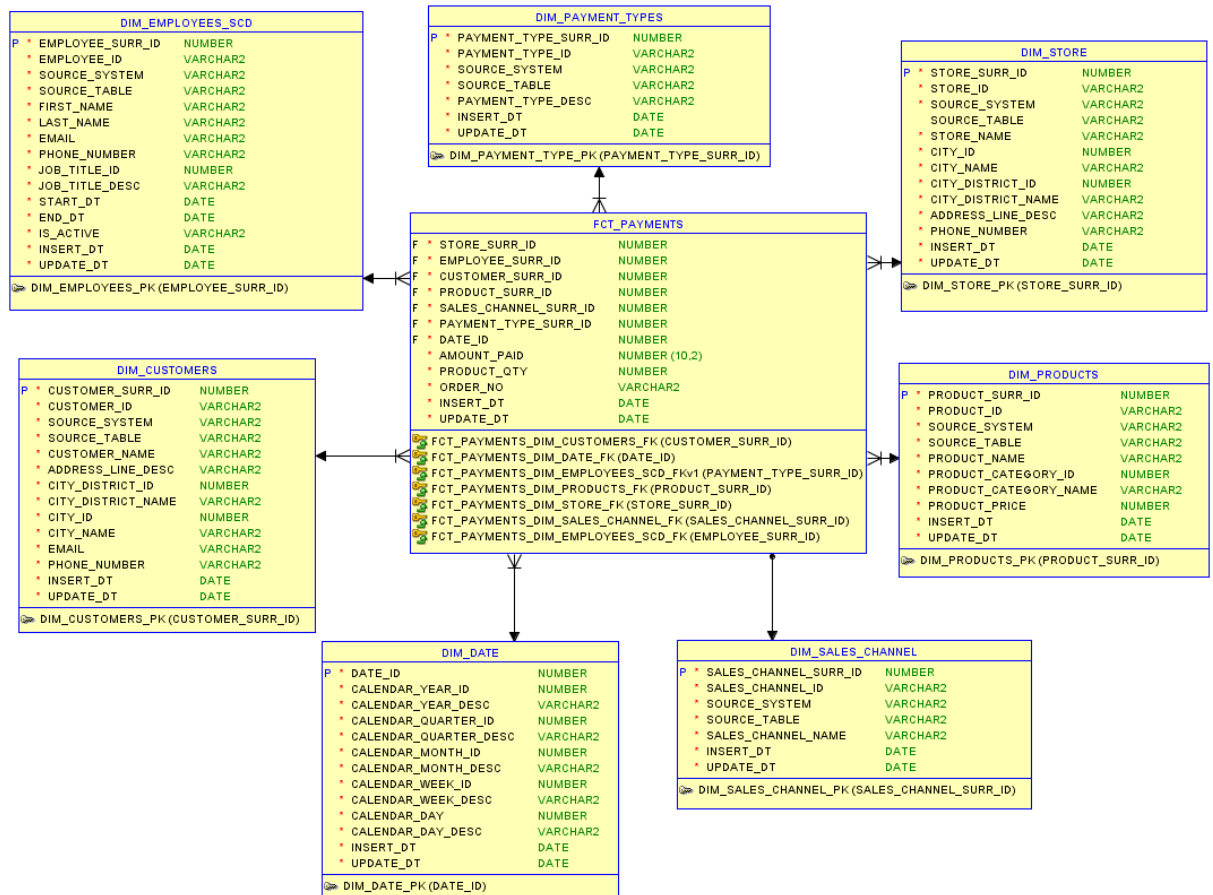 DIM_EMPLOYEES_SCD
P * EMPLOYEE_SURR_ID NUMBER
* EMPLOYEE_ID VARCHAR2
* SOURCE_SYSTEM VARCHAR2
* SOURCE_TABLE VARCHAR2
* FIRST_NAME VARCHAR2
* LAST_NAME VARCHAR2
* EMAIL VARCHAR2
* PHONE_NUMBER VARCHAR2
* JOB_TITLE_ID NUMBER
* JOB_TITLE_DESC VARCHAR2
* START_DT DATE
* END_DT DATE
* IS_ACTIVE VARCHAR2
* INSERT_DT DATE
* UPDATE_DT DATE
DIM_EMPLOYEES_PK (EMPLOYEE_SURR_ID)
DIM_PAYMENT_TYPES
P * PAYMENT_TYPE_SURR_ID NUMBER
* PAYMENT_TYPE_ID VARCHAR2
* SOURCE_SYSTEM VARCHAR2
* SOURCE_TABLE VARCHAR2
* PAYMENT_TYPE_DESC VARCHAR2
* INSERT_DT DATE
* UPDATE_DT DATE
DIM_PAYMENT_TYPE_PK (PAYMENT_TYPE_SURR_ID)
DIM_STORE
P * STORE_SURR_ID NUMBER
* STORE_ID VARCHAR2
* SOURCE_SYSTEM VARCHAR2
SOURCE_TABLE VARCHAR2
* STORE_NAME VARCHAR2
* CITY_ID NUMBER
* CITY_NAME VARCHAR2
* CITY_DISTRICT_ID NUMBER
* CITY_DISTRICT_NAME VARCHAR2
* ADDRESS_LINE_DESC VARCHAR2
* PHONE_NUMBER VARCHAR2
* INSERT_DT DATE
* UPDATE_DT DATE
DIM_STORE_PK (STORE_SURR_ID)
FCT_PAYMENTS
F * STORE_SURR_ID NUMBER
F * EMPLOYEE_SURR_ID NUMBER
F * CUSTOMER_SURR_ID NUMBER
F * PRODUCT_SURR_ID NUMBER
F * SALES_CHANNEL_SURR_ID NUMBER
F * PAYMENT_TYPE_SURR_ID NUMBER
F * DATE_ID NUMBER
* AMOUNT_PAID NUMBER (10,2)
* PRODUCT_QTY NUMBER
* ORDER_NO VARCHAR2
* INSERT_DT DATE
* UPDATE_DT DATE
FCT_PAYMENTS_DIM_CUSTOMERS_FK (CUSTOMER_SURR_ID)
FCT_PAYMENTS_DIM_DATE_FK (DATE_ID)
FCT_PAYMENTS_DIM_EMPLOYEES_SCD_FKv1 (PAYMENT_TYPE_SURR_ID)
FCT_PAYMENTS_DIM_PRODUCTS_FK (PRODUCT_SURR_ID)
FCT_PAYMENTS_DIM_STORE_FK (STORE_SURR_ID)
FCT_PAYMENTS_DIM_SALES_CHANNEL_FK (SALES_CHANNEL_SURR_ID)
FCT_PAYMENTS_DIM_EMPLOYEES_SCD_FK (EMPLOYEE_SURR_ID)
DIM_CUSTOMERS
P * CUSTOMER_SURR_ID NUMBER
* CUSTOMER_ID VARCHAR2
* SOURCE_SYSTEM VARCHAR2
* SOURCE_TABLE VARCHAR2
* CUSTOMER_NAME VARCHAR2
* ADDRESS_LINE_DESC VARCHAR2
* CITY_DISTRICT_ID NUMBER
* CITY_DISTRICT_NAME VARCHAR2
* CITY_ID NUMBER
* CITY_NAME VARCHAR2
* EMAIL VARCHAR2
* PHONE_NUMBER VARCHAR2
* INSERT_DT DATE
* UPDATE_DT DATE
DIM_CUSTOMERS_PK (CUSTOMER_SURR_ID)
DIM_PRODUCTS
P * PRODUCT_SURR_ID NUMBER
* PRODUCT_ID VARCHAR2
* SOURCE_SYSTEM VARCHAR2
* SOURCE_TABLE VARCHAR2
* PRODUCT_NAME VARCHAR2
* PRODUCT_CATEGORY_ID NUMBER
* PRODUCT_CATEGORY_NAME VARCHAR2
* PRODUCT_PRICE NUMBER
* INSERT_DT DATE
* UPDATE_DT DATE
DIM_PRODUCTS_PK (PRODUCT_SURR_ID)
DIM_DATE
P * DATE_ID NUMBER
* CALENDAR_YEAR_ID NUMBER
* CALENDAR_YEAR_DESC VARCHAR2
* CALENDAR_QUARTER_ID NUMBER
* CALENDAR_QUARTER_DESC VARCHAR2
* CALENDAR_MONTH_ID NUMBER
* CALENDAR_MONTH_DESC VARCHAR2
* CALENDAR_WEEK_ID NUMBER
* CALENDAR_WEEK_DESC VARCHAR2
* CALENDAR_DAY NUMBER
* CALENDAR_DAY_DESC VARCHAR2
* INSERT_DT DATE
* UPDATE_DT DATE
DIM_DATE_PK (DATE_ID)
DIM_SALES_CHANNEL
P * SALES_CHANNEL_SURR_ID NUMBER
* SALES_CHANNEL_ID VARCHAR2
* SOURCE_SYSTEM VARCHAR2
* SOURCE_TABLE VARCHAR2
* SALES_CHANNEL_NAME VARCHAR2
* INSERT_DT DATE
* UPDATE_DT DATE
DIM_SALES_CHANNEL_PK (SALES_CHANNEL_SURR_ID)